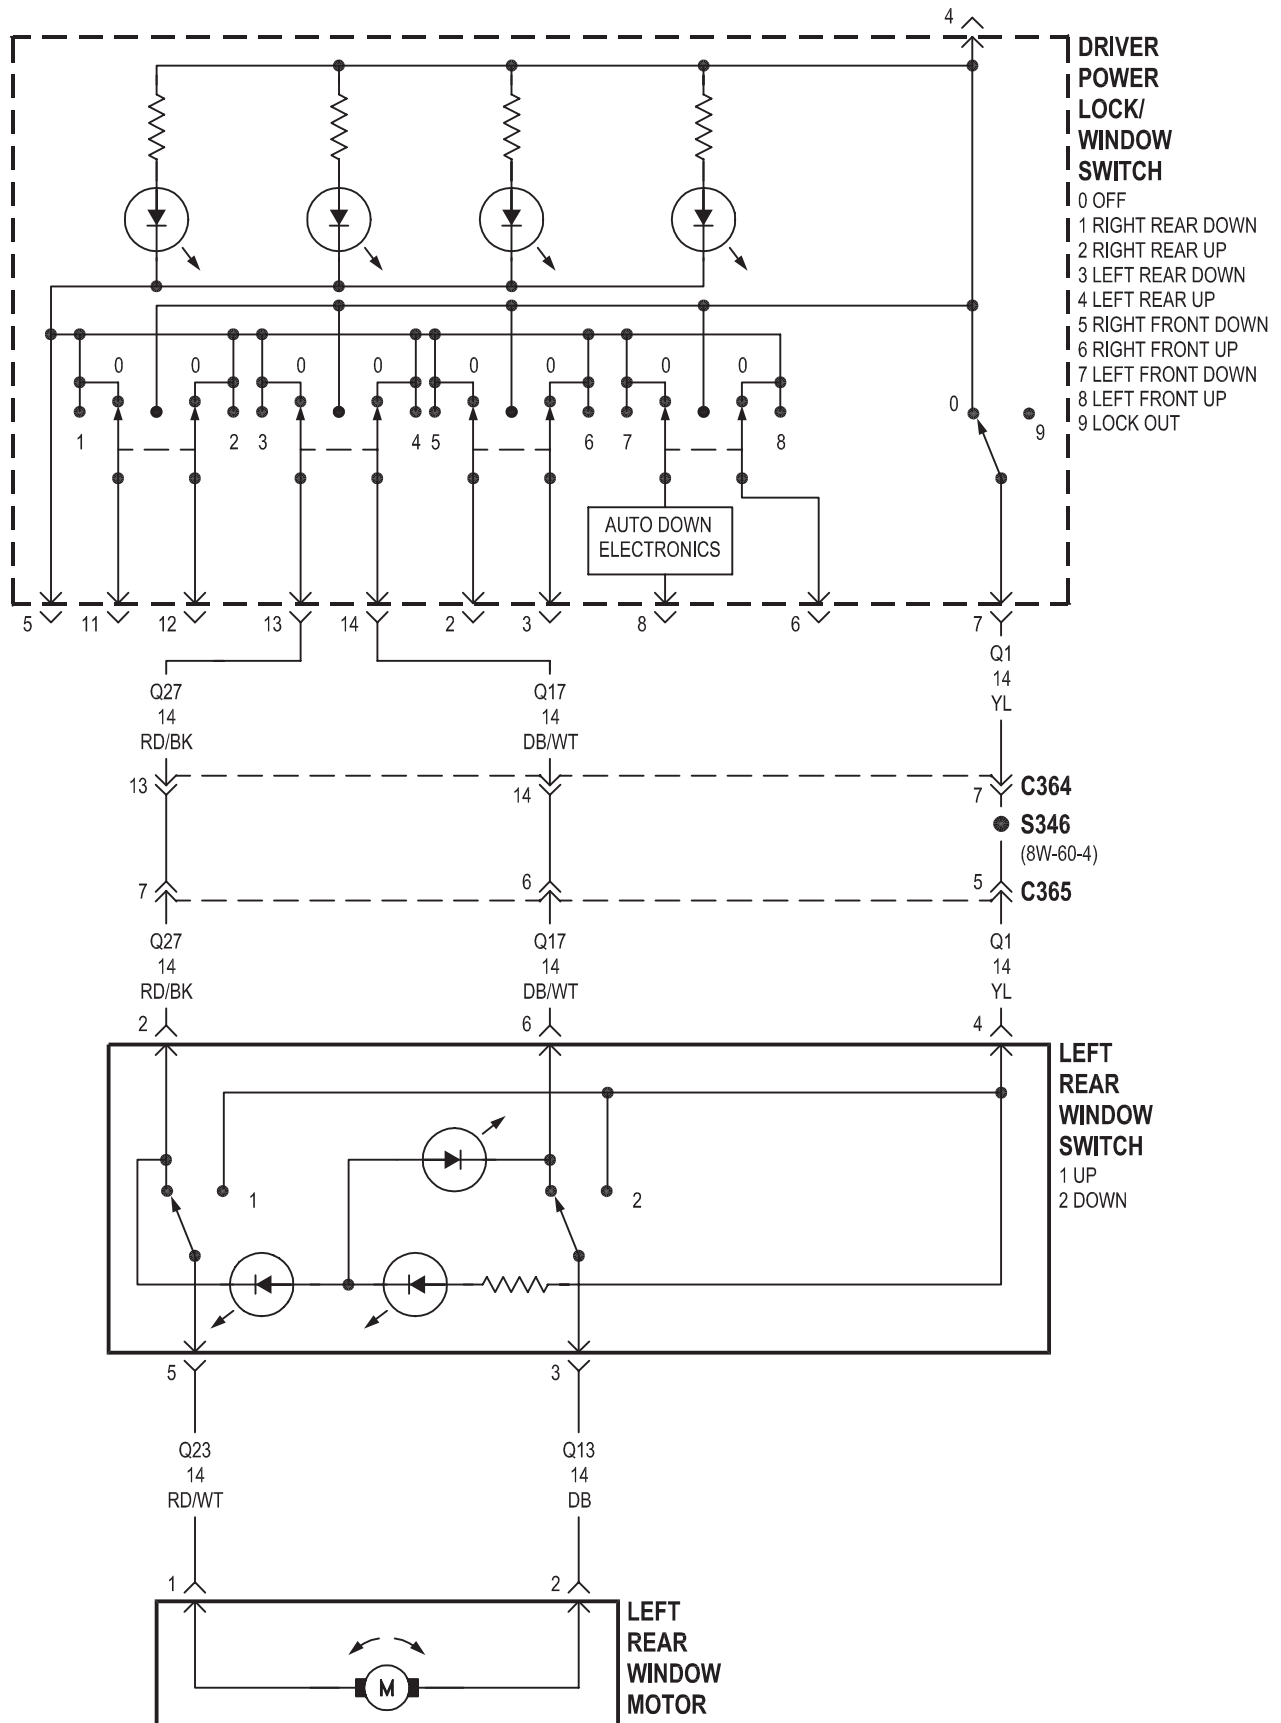 4
DRIVER
POWER
LOCK/
WINDOW
SWITCH
0 OFF
1 RIGHT REAR DOWN
2 RIGHT REAR UP
3 LEFT REAR DOWN
4 LEFT REAR UP
5 RIGHT FRONT DOWN
6 RIGHT FRONT UP
7 LEFT FRONT DOWN
8 LEFT FRONT UP
9 LOCK OUT
0 0 0 0 0 0 0 0
0 9
1 2 3 4 5 6 7 8
AUTO DOWN
ELECTRONICS
5 11 12 13 14 2 3 8 6 7
Q27 Q17 Q1
14 14 14
RD/BK DB/WT YL
13 14 7 C364
S346
(8W-60-4)
7 6 5 C365
Q27 Q17 Q1
14 14 14
RD/BK DB/WT YL
2 6 4
LEFT
REAR
WINDOW
SWITCH
1 UP
2 DOWN
1 2
5 3
Q23 Q13
14 14
RD/WT DB
1 2
LEFT
REAR
WINDOW
MOTOR
M